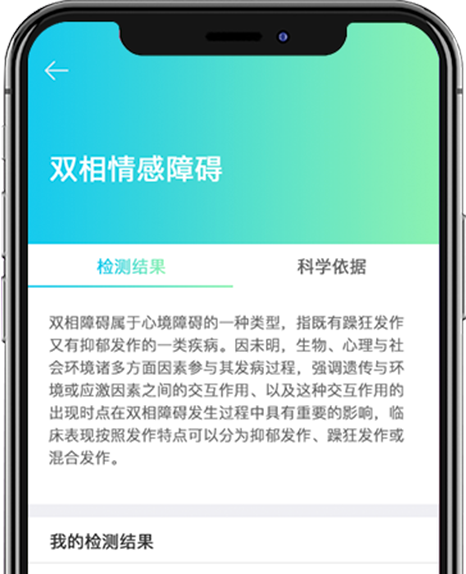 双相情感障碍
检测结果
科学依据
双相障碍属于心境障碍的一种类型，指既有躁狂发作
又有抑郁发作的一类疾病。因未明，生物、心理与社
会环境诸多方面因素参与其发病过程，强调遗传与环
境或应激因素之间的交互作用、以及这种交互作用的
出现时点在双相障碍发生过程中具有重要的影响，临
床表现按照发作特点可以分为抑郁发作、躁狂发作或
混合发作。
我的检测结果